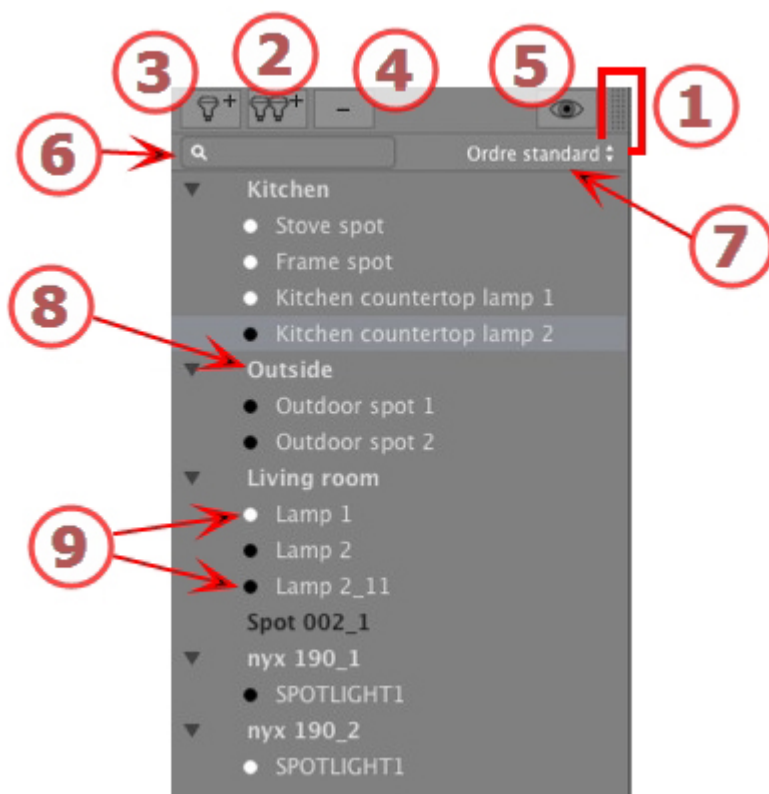 3
2
4
5
1
+
+
–
6
Ordre standard
7
Kitchen
Stove spot
Frame spot
Kitchen countertop lamp 1
8
Kitchen countertop lamp 2
Outside
Outdoor spot 1
Outdoor spot 2
Living room
9
Lamp 1
Lamp 2
Lamp 2_11
Spot 002_1
nyx 190_1
SPOTLIGHT1
nyx 190_2
SPOTLIGHT1